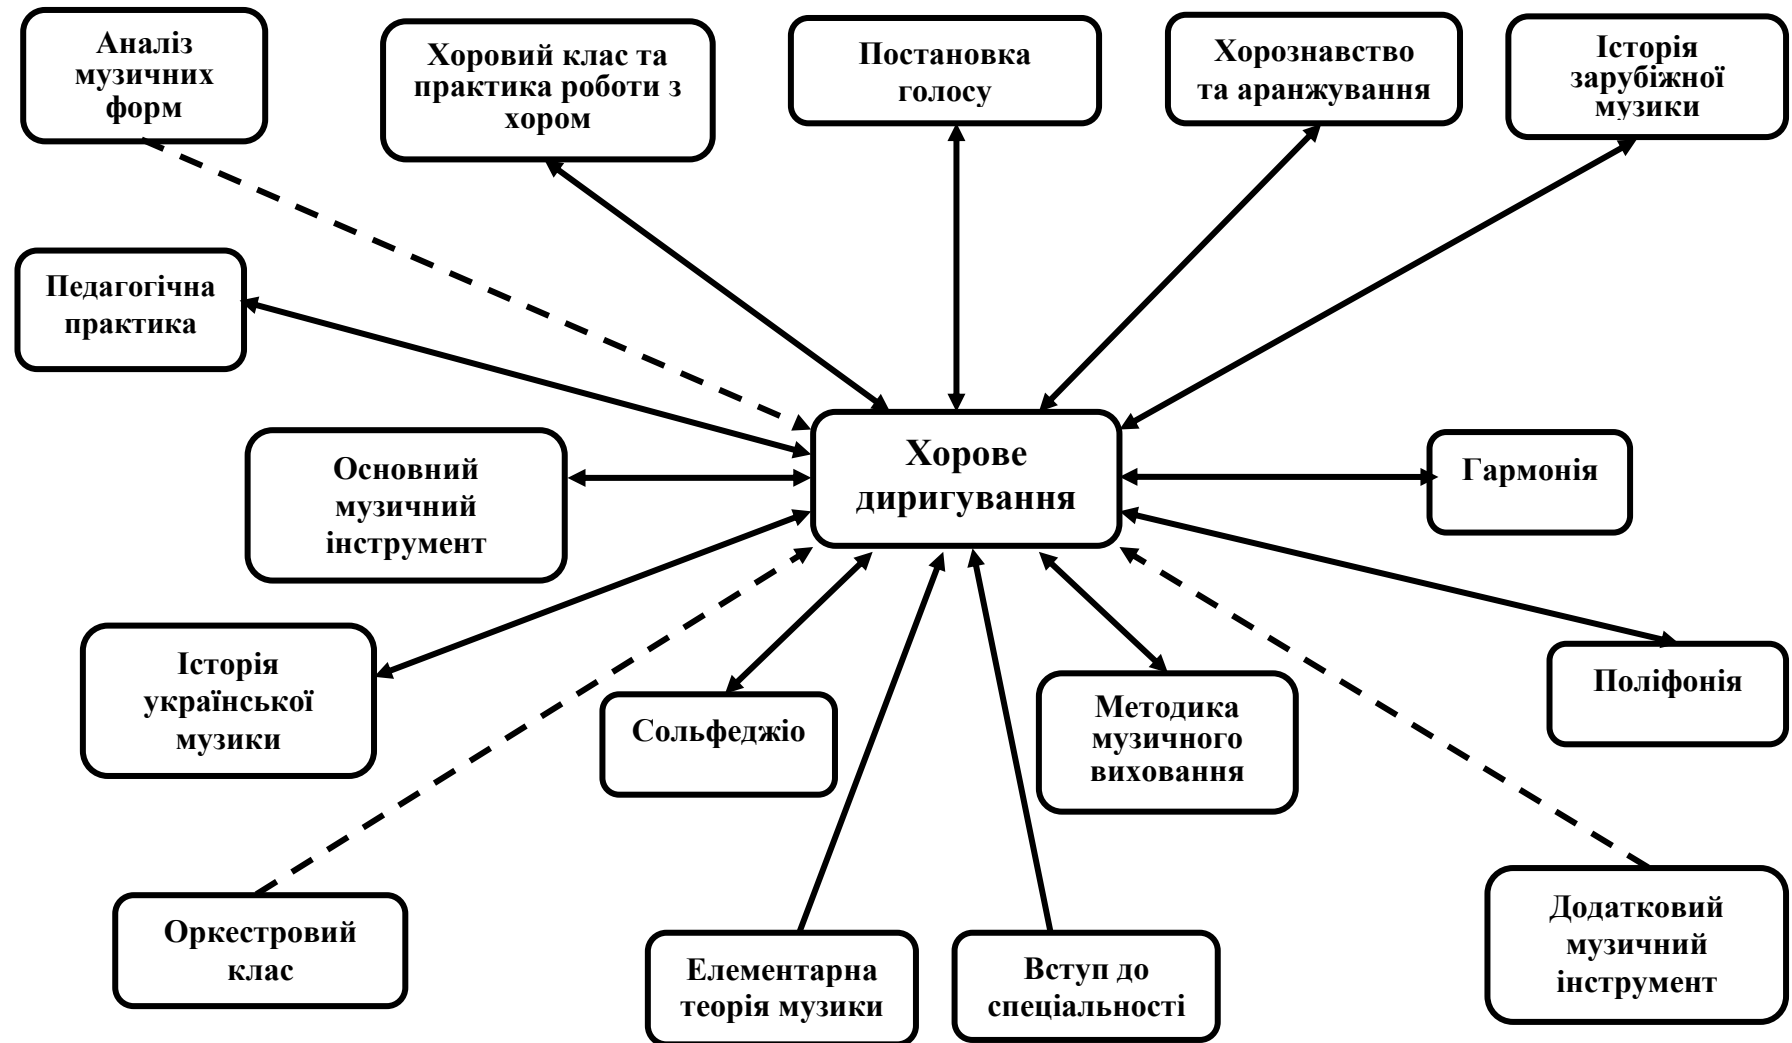 Аналіз
музичних
форм
Хоровий клас та
практика роботи з
хором
Постановка
голосу
Хорознавство
та аранжування
Історія
зарубіжної
музики
Педагогічна
практика
Основний
музичний
інструмент
Хорове
диригування
Гармонія
Історія
української
музики
Сольфеджіо
Методика
музичного
виховання
Поліфонія
Оркестровий
клас
Елементарна
теорія музики
Вступ до
спеціальності
Додатковий
музичний
інструмент